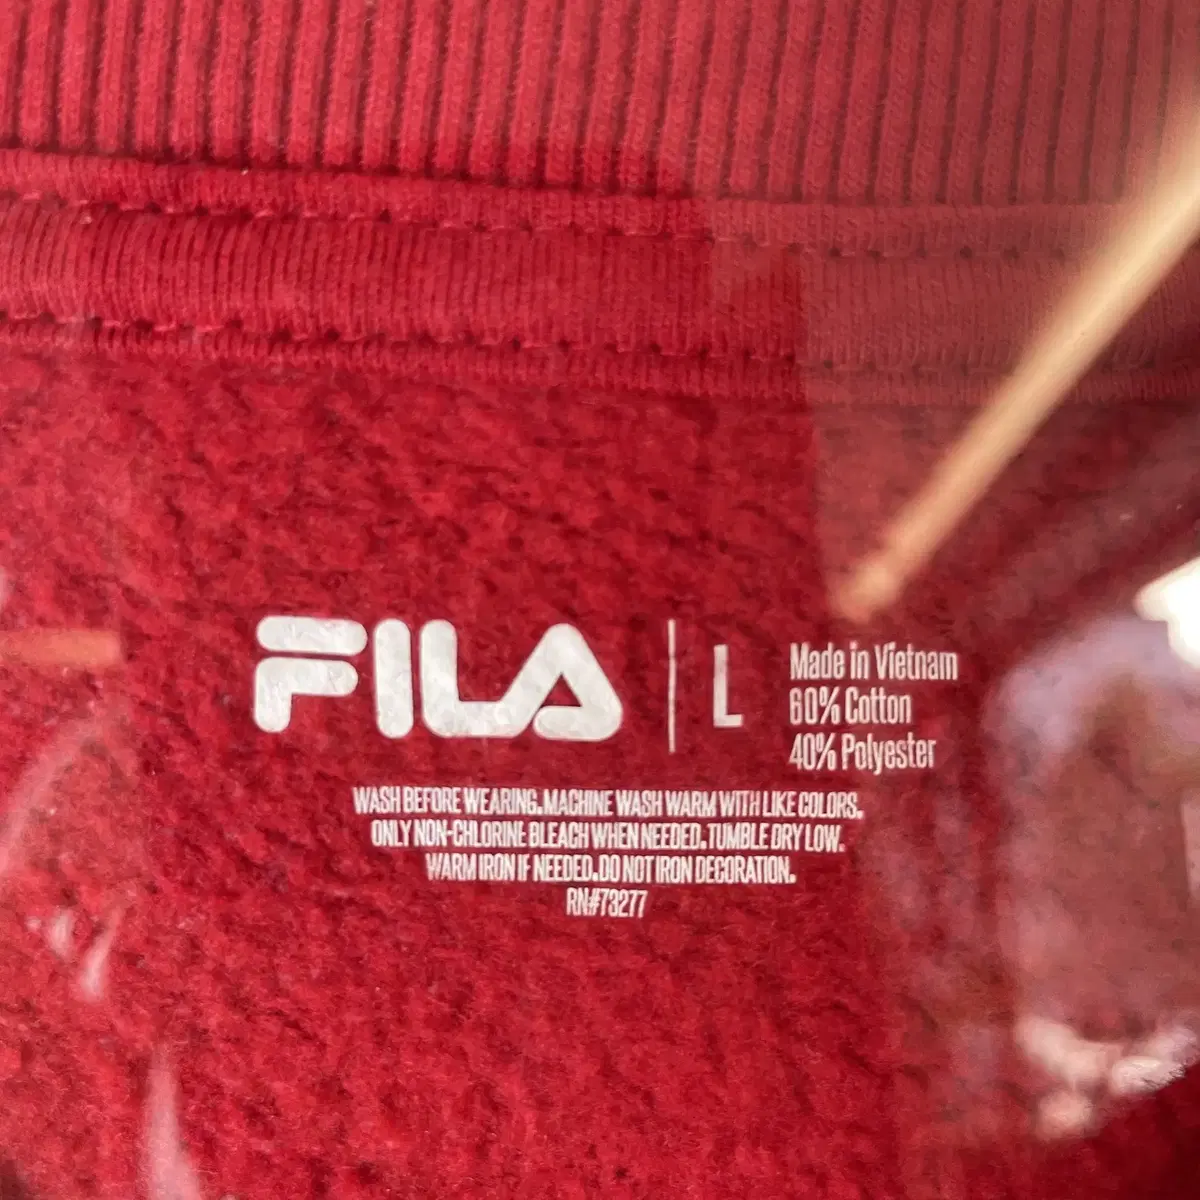 FILA
L
Made in Vietnam
60% Cotton
40% Polyester
WASH BEFORE WEARING. MACHINE WASH WARM WITH LIKE COLORS.
ONLY NON-CHLORINE BLEACH WHEN NEEDED. TUMBLE DRY LOW.
WARM IRON IF NEEDED. DO NOT IRON DECORATION.
RN#73277